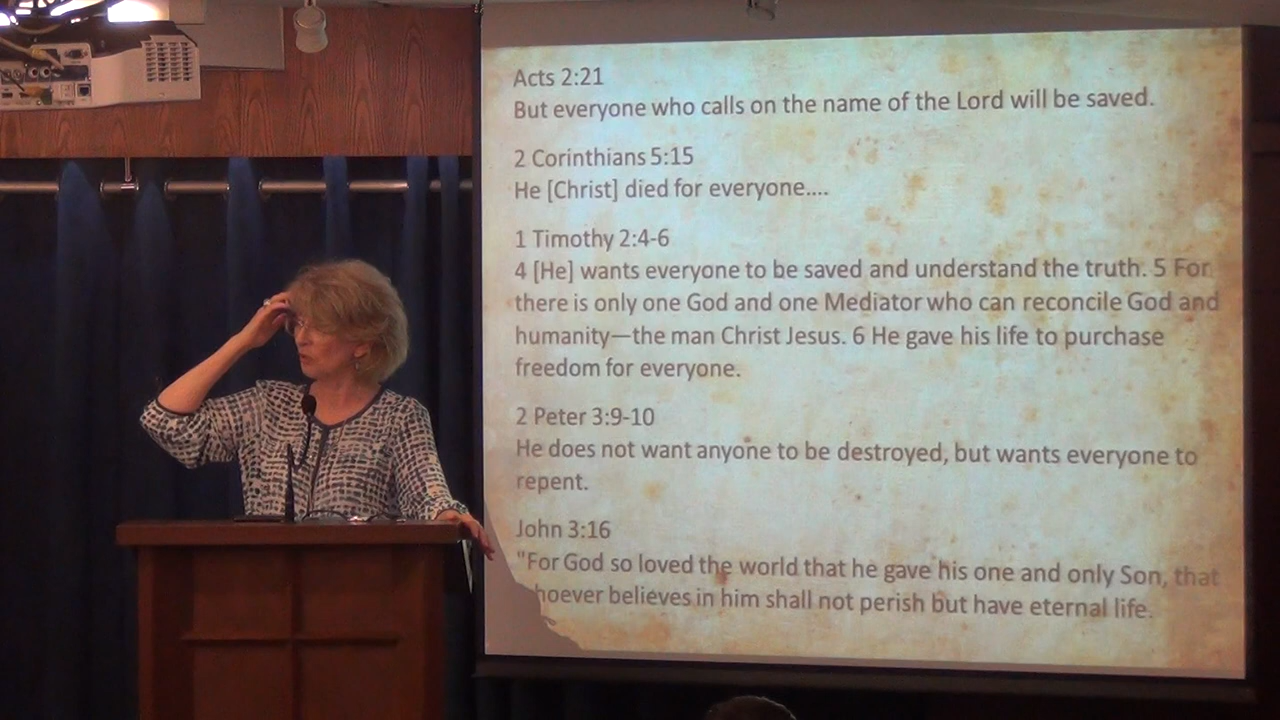 Acts 2:21
But everyone who calls on the name of the Lord will be saved.
2 Corinthians 5:15
He [Christ] died for everyone....
1 Timothy 2:4-6
4 [He] wants everyone to be saved and understand the truth. 5 For
there is only one God and one Mediator who can reconcile God and
humanity—the man Christ Jesus. 6 He gave his life to purchase
freedom for everyone.
2 Peter 3:9-10
He does not want anyone to be destroyed, but wants everyone to
repent.
John 3:16
"For God so loved the world that he gave his one and only Son, that
hoever believes in him shall not perish but have eternal life.